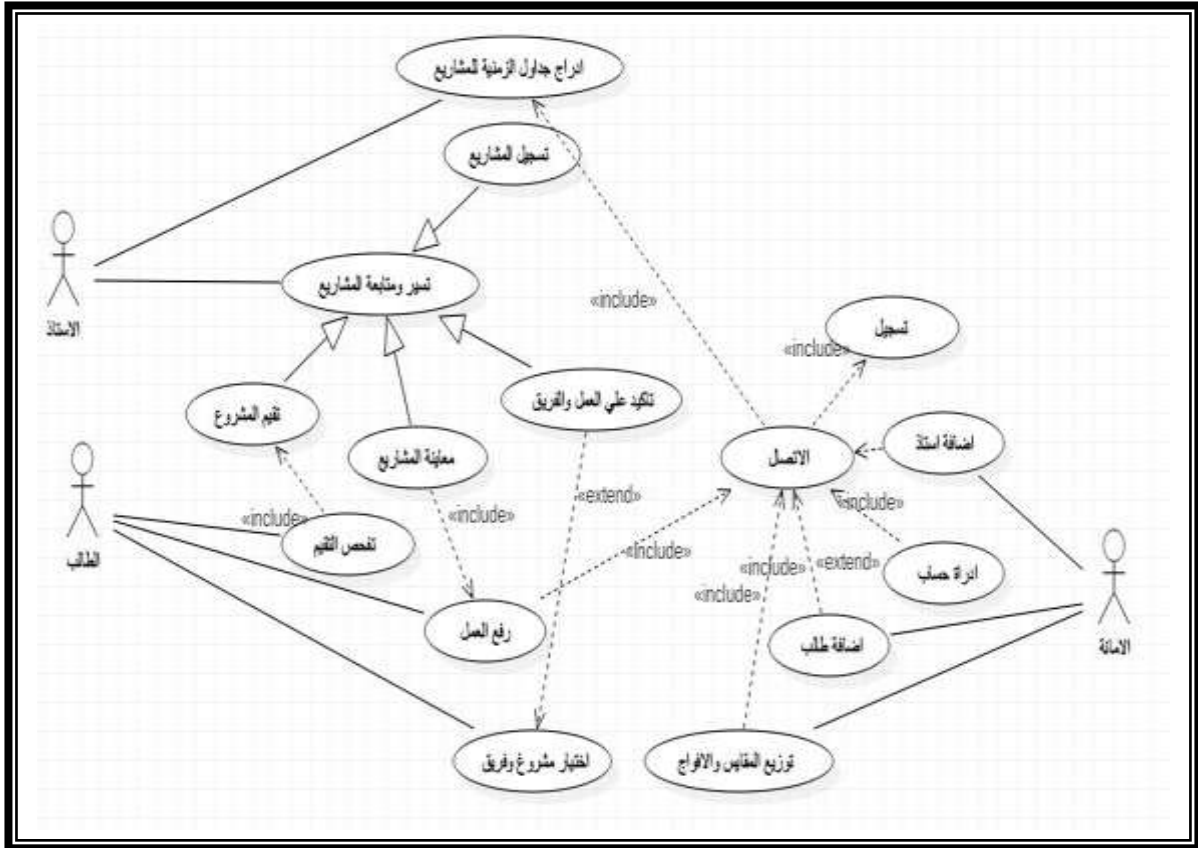 ادراج جداول الزمنية للمشاريع
تسجيل المشاريع
تسير ومتابعة المشاريع
«include»
الاستاذ
تسجيل
«include»
تاكيد علي العمل والفريق
تقيم المشروع
اضافة استاذ
الاتصال
معاينة المشاريع
«extend»
«include»
«include»
«include»
تفحص التقيم
«include»
«include»
«extend»
ادراة حساب
الطالب
«include»
رفع العمل
اضافة طالب
الامانة
اختيار مشروغ وفريق
توزيع المقايس والافواج